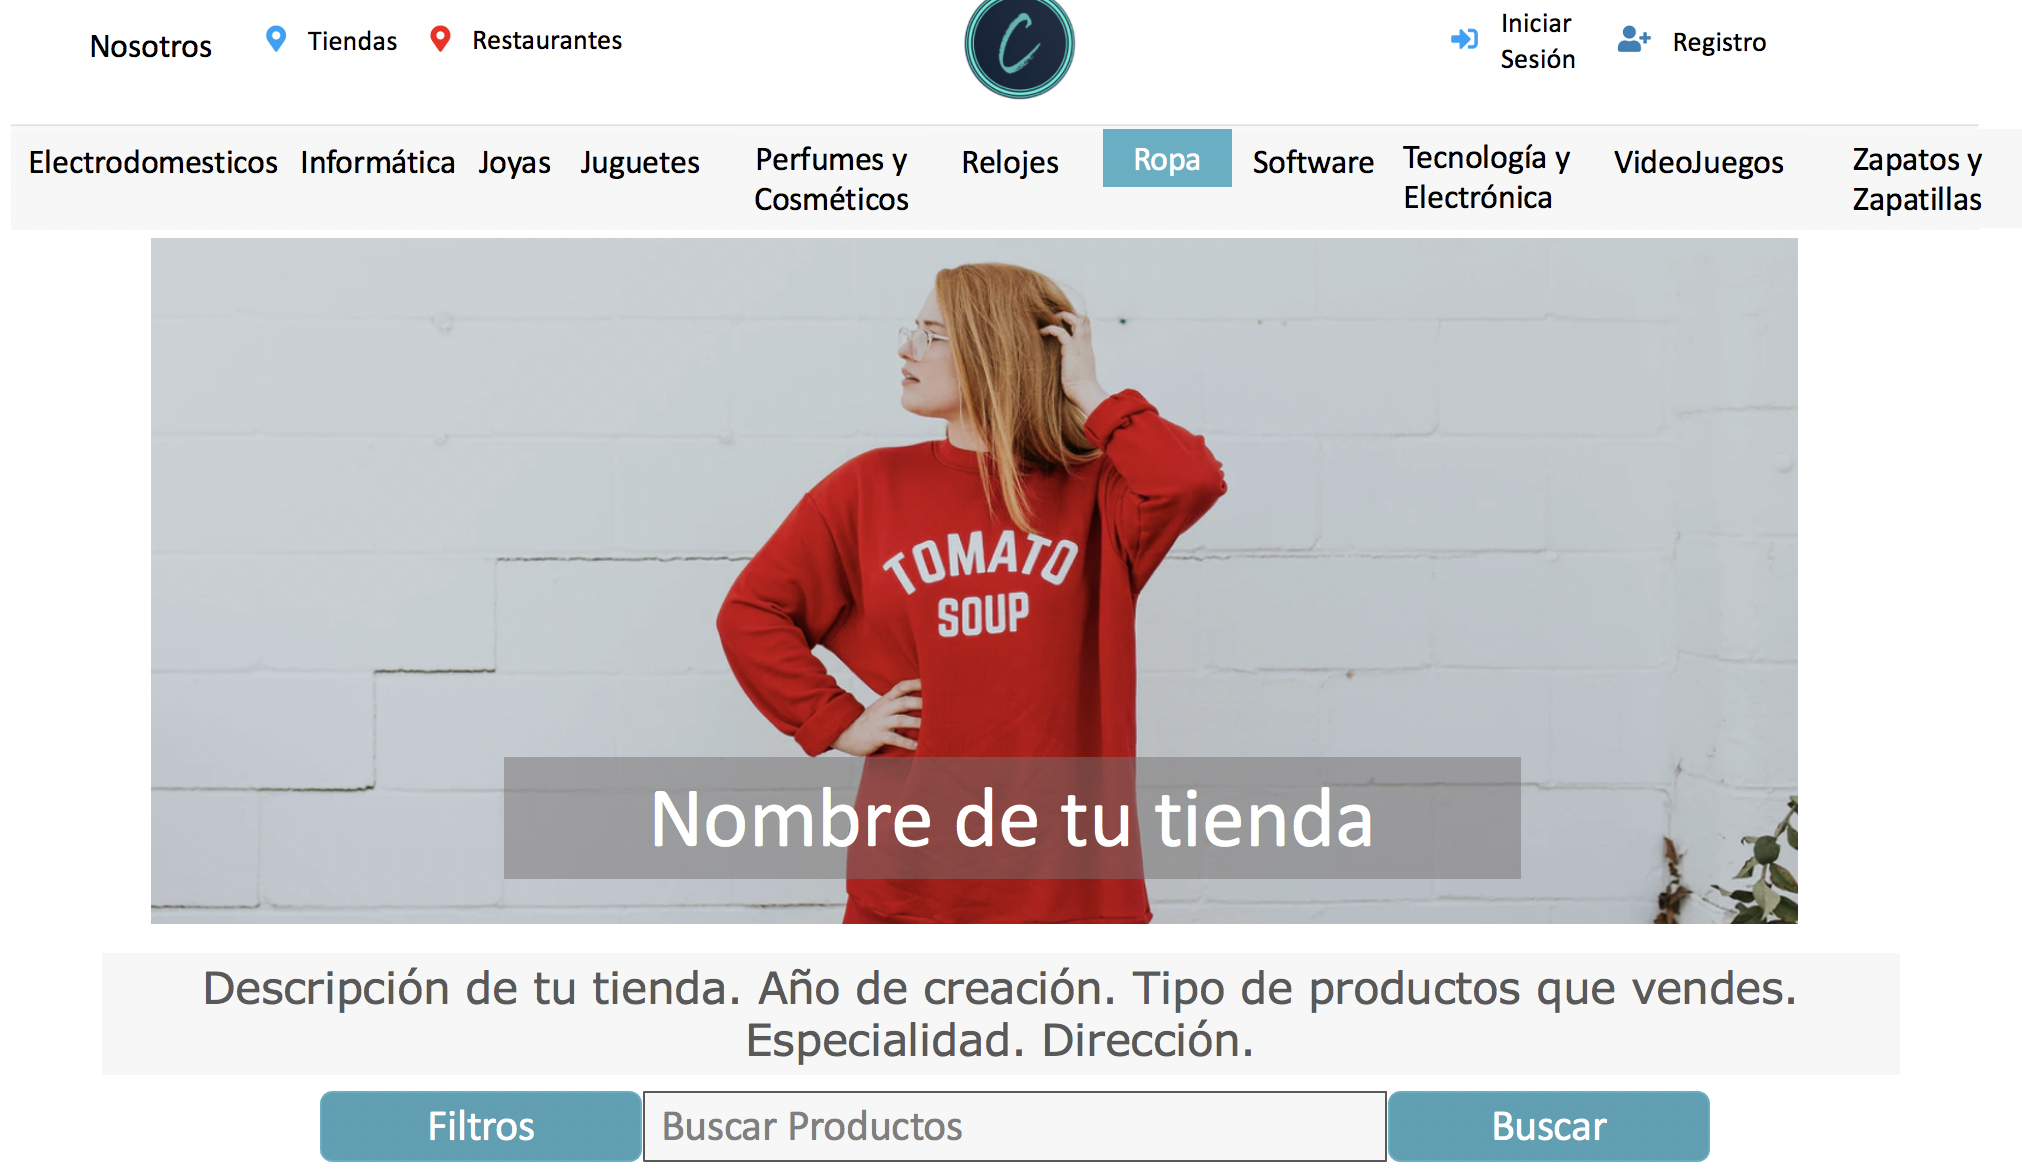 Nosotros
Tiendas
Restaurantes
C
Iniciar
Sesión
Registro
Electrodomesticos
Informática
Joyas
Juguetes
Perfumes y
Cosméticos
Relojes
Ropa
Software
Tecnología y
Electrónica
VideoJuegos
Zapatos y
Zapatillas
TOMATO
SOUP
Nombre de tu tienda
Descripción de tu tienda. Año de creación. Tipo de productos que vendes.
Especialidad. Dirección.
Filtros
Buscar Productos
Buscar